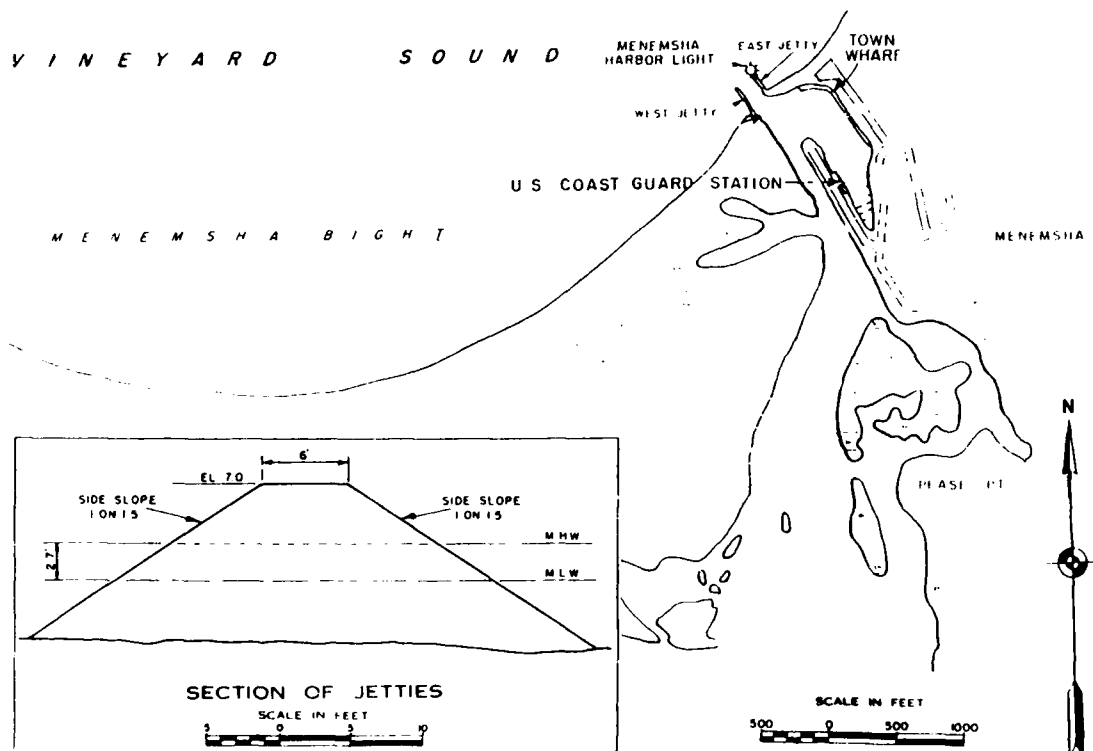 VINEYARD SOUND
MENEMSHA
HARBOR LIGHT
EAST JETTY
TOWN
WHARF
WEST JETTY
U S COAST GUARD STATION
MENEMSHA BIGHT
MENEMSHA
N
PEASE PT
6'
EL 7.0
SIDE SLOPE
1 ON 1.5
SIDE SLOPE
1 ON 1.5
2.7'
MHW
MLW
SECTION OF JETTIES
SCALE IN FEET
5 0 5 10
SCALE IN FEET
500 0 500 1000